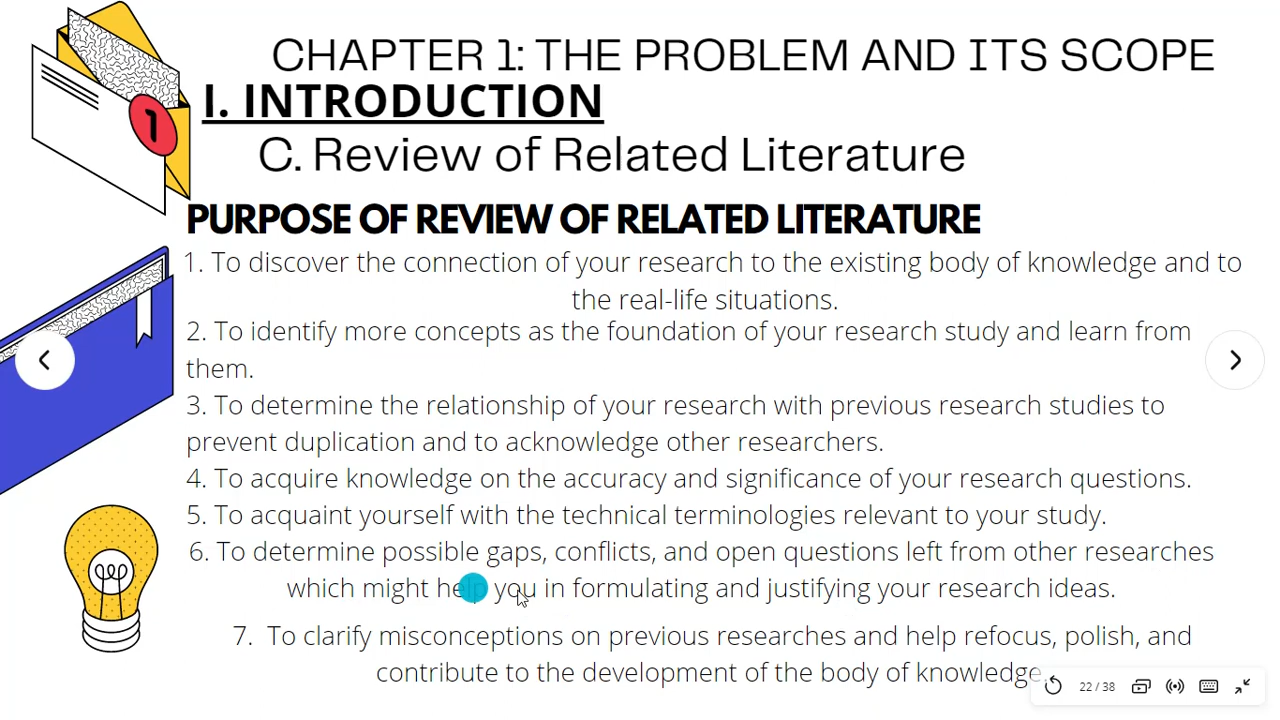 CHAPTER 1: THE PROBLEM AND ITS SCOPE
I. INTRODUCTION
1
C. Review of Related Literature
PURPOSE OF REVIEW OF RELATED LITERATURE
1. To discover the connection of your research to the existing body of knowledge and to
the real-life situations.
2. To identify more concepts as the foundation of your research study and learn from
them.
3. To determine the relationship of your research with previous research studies to
prevent duplication and to acknowledge other researchers.
4. To acquire knowledge on the accuracy and significance of your research questions.
5. To acquaint yourself with the technical terminologies relevant to your study.
6. To determine possible gaps, conflicts, and open questions left from other researches
which might help you in formulating and justifying your research ideas.
7. To clarify misconceptions on previous researches and help refocus, polish, and
contribute to the development of the body of knowledge.
22 / 38